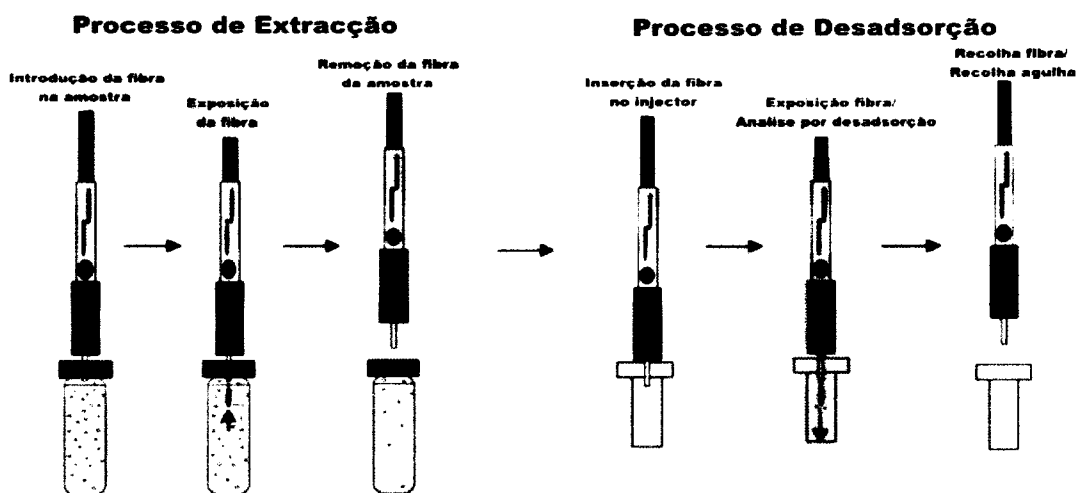 Processo de Extracção
Introdução da fibra
na amostra
Exposição
da fibra
Remoção da fibra
da amostra
Processo de Desadsorção
Inserção da fibra
no injector
Exposição fibra/
Analise por desadsorção
Recolha fibra/
Recolha agulha